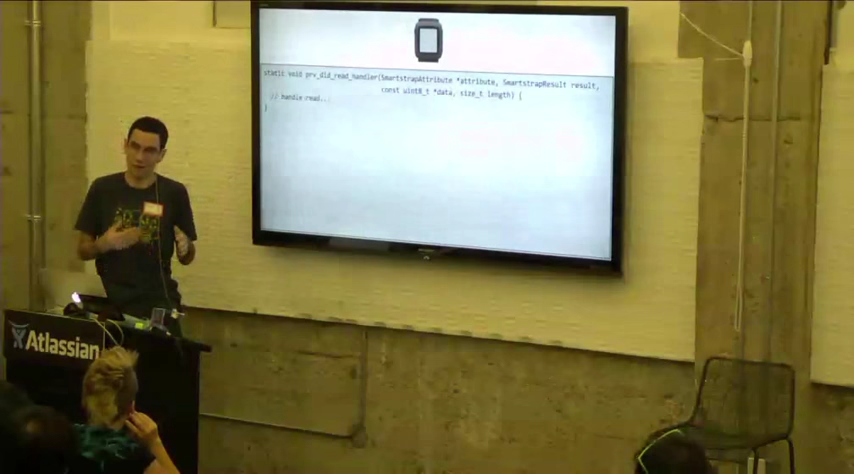 static void prv_did_read_handler(SmartstrapAttribute *attribute, SmartstrapResult result,
const uint8_t *data, size_t length) {
// handle read...
}
Atlassian